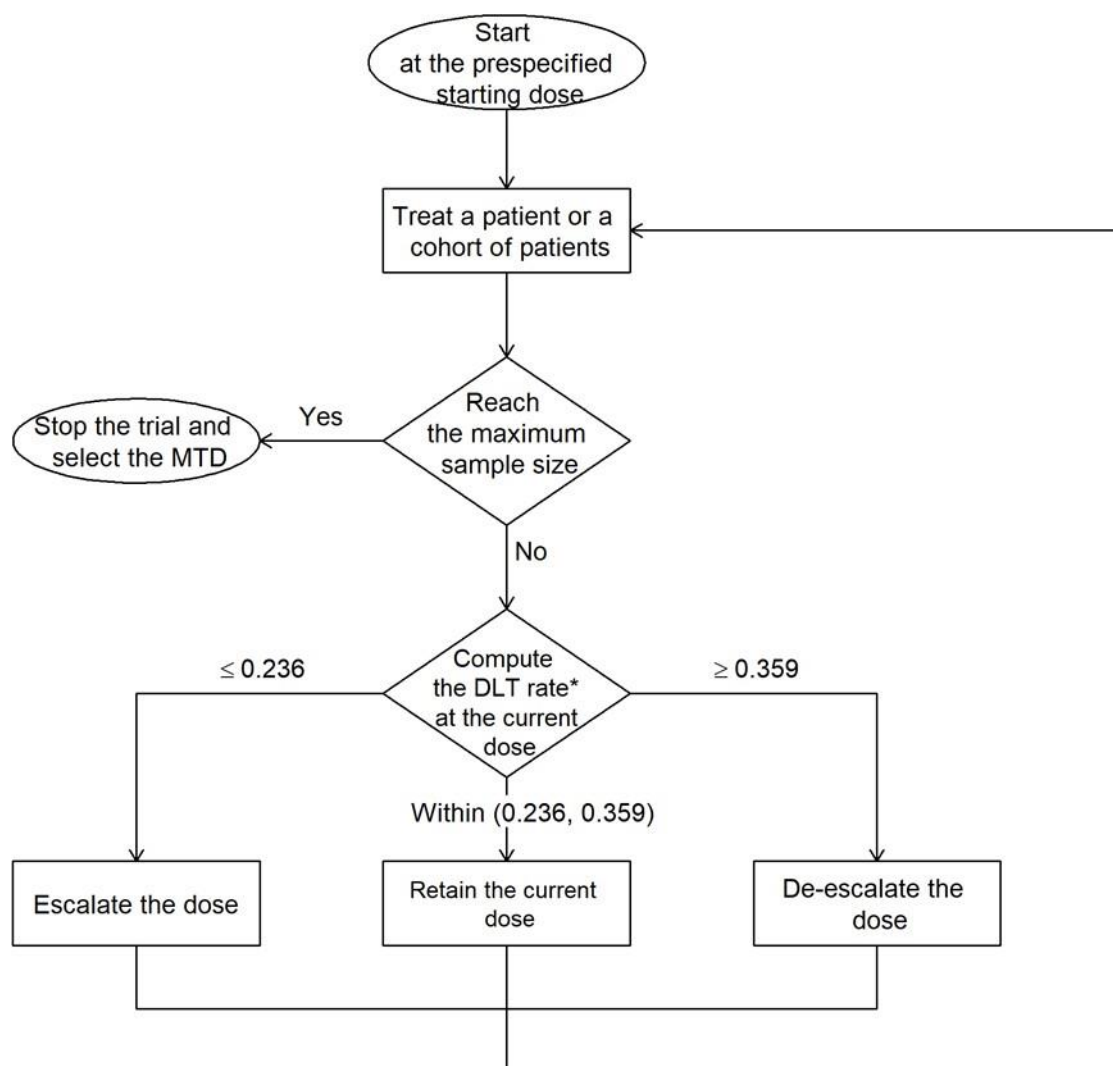 Start
at the prespecified
starting dose
Treat a patient or a
cohort of patients
Reach
the maximum
sample size
Yes
Stop the trial and
select the MTD
No
Compute
the DLT rate*
at the current
dose
≤ 0.236
≥ 0.359
Within (0.236, 0.359)
Escalate the dose
Retain the current
dose
De-escalate the
dose